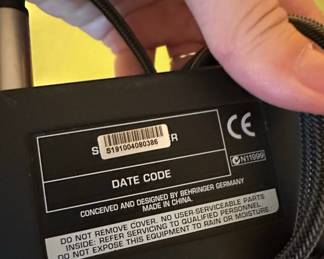 S R
S191004080386
CE
N11996
DATE CODE
CONCEIVED AND DESIGNED BY BEHRINGER GERMANY
MADE IN CHINA.
DO NOT REMOVE COVER. NO USER-SERVICEABLE PARTS
INSIDE: REFER SERVICING TO QUALIFIED PERSONNEL.
DO NOT EXPOSE THIS EQUIPMENT TO RAIN OR MOISTURE